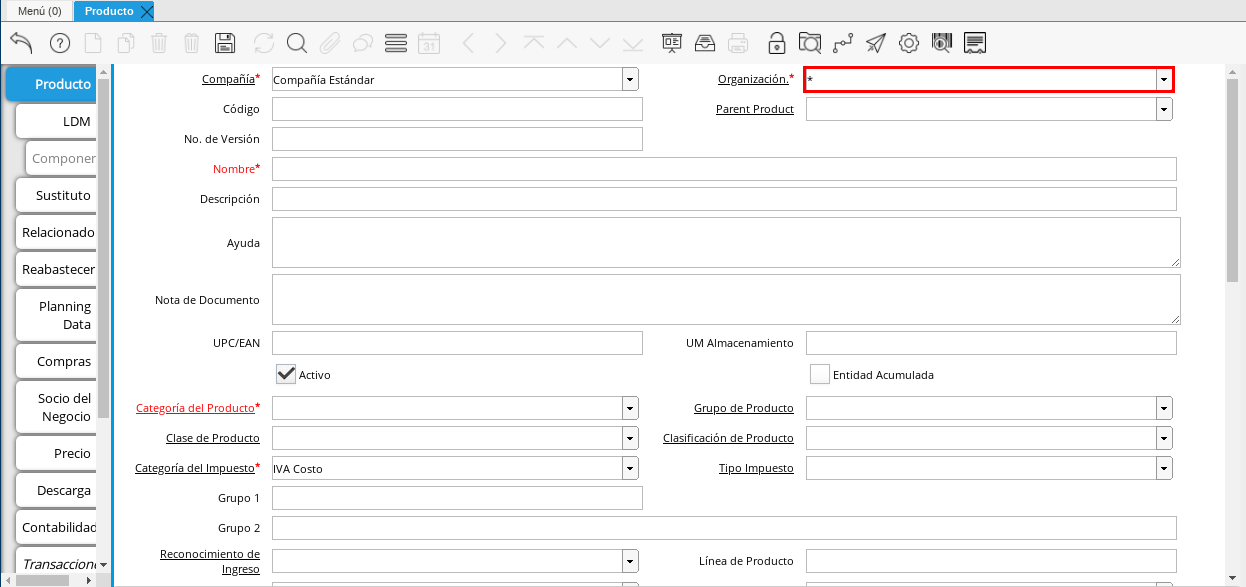 Menú (0)
Producto
31
Producto
LDM
Componer
Sustituto
Relacionado
Reabastecer
Planning
Data
Compras
Socio del
Negocio
Precio
Descarga
Contabilidad
Transaccion
Compañía* Compañía Estándar Organización.* *
Código Parent Product
No. de Versión
Nombre*
Descripción
Ayuda
Nota de Documento
UPC/EAN UM Almacenamiento
Activo Entidad Acumulada
Categoría del Producto* Grupo de Producto
Clase de Producto Clasificación de Producto
Categoría del Impuesto* IVA Costo Tipo Impuesto
Grupo 1
Grupo 2
Reconocimiento de
Ingreso Línea de Producto